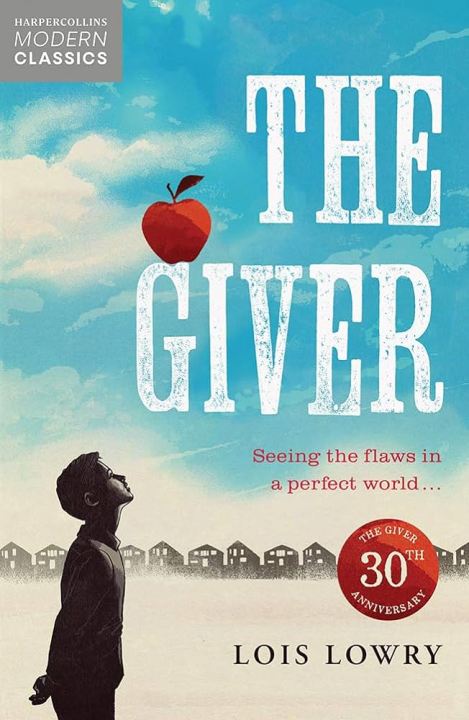 HARPERCOLLINS
MODERN
CLASSICS
THE
GIVER
Seeing the flaws in
a perfect world...
THE GIVER
30TH
ANNIVERSARY
LOIS LOWRY